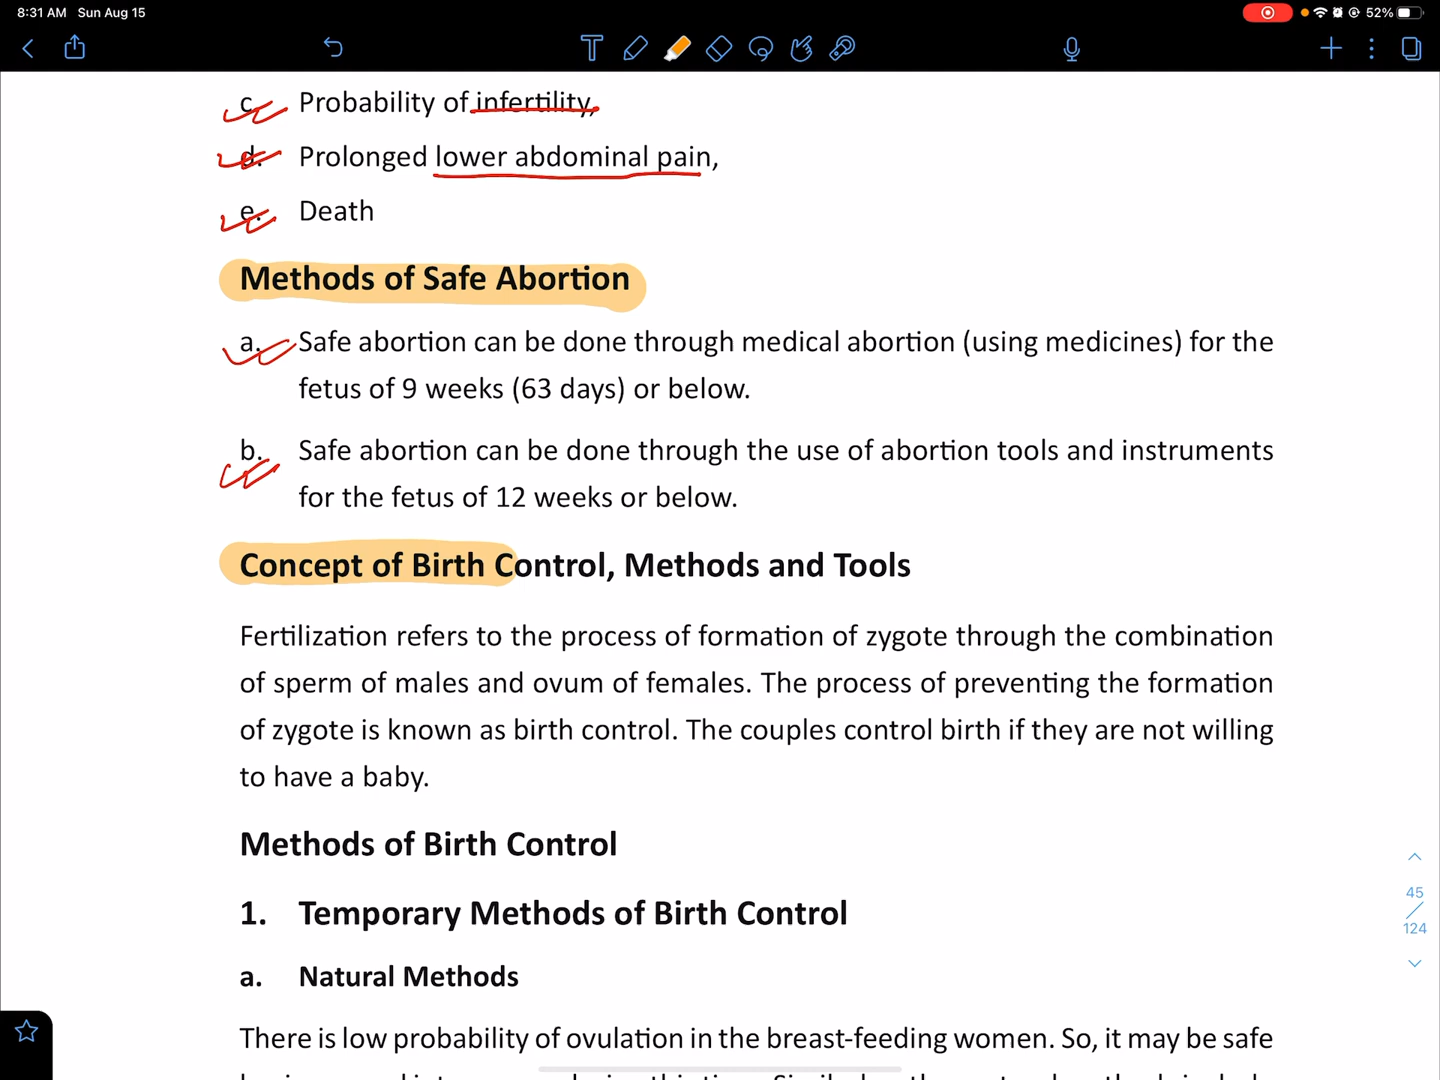 8:31 AM Sun Aug 15
52%
c. Probability of infertility,
d. Prolonged lower abdominal pain,
e. Death
Methods of Safe Abortion
a. Safe abortion can be done through medical abortion (using medicines) for the
fetus of 9 weeks (63 days) or below.
b. Safe abortion can be done through the use of abortion tools and instruments
for the fetus of 12 weeks or below.
Concept of Birth Control, Methods and Tools
Fertilization refers to the process of formation of zygote through the combination
of sperm of males and ovum of females. The process of preventing the formation
of zygote is known as birth control. The couples control birth if they are not willing
to have a baby.
Methods of Birth Control
45
/
124
1. Temporary Methods of Birth Control
a. Natural Methods
There is low probability of ovulation in the breast-feeding women. So, it may be safe